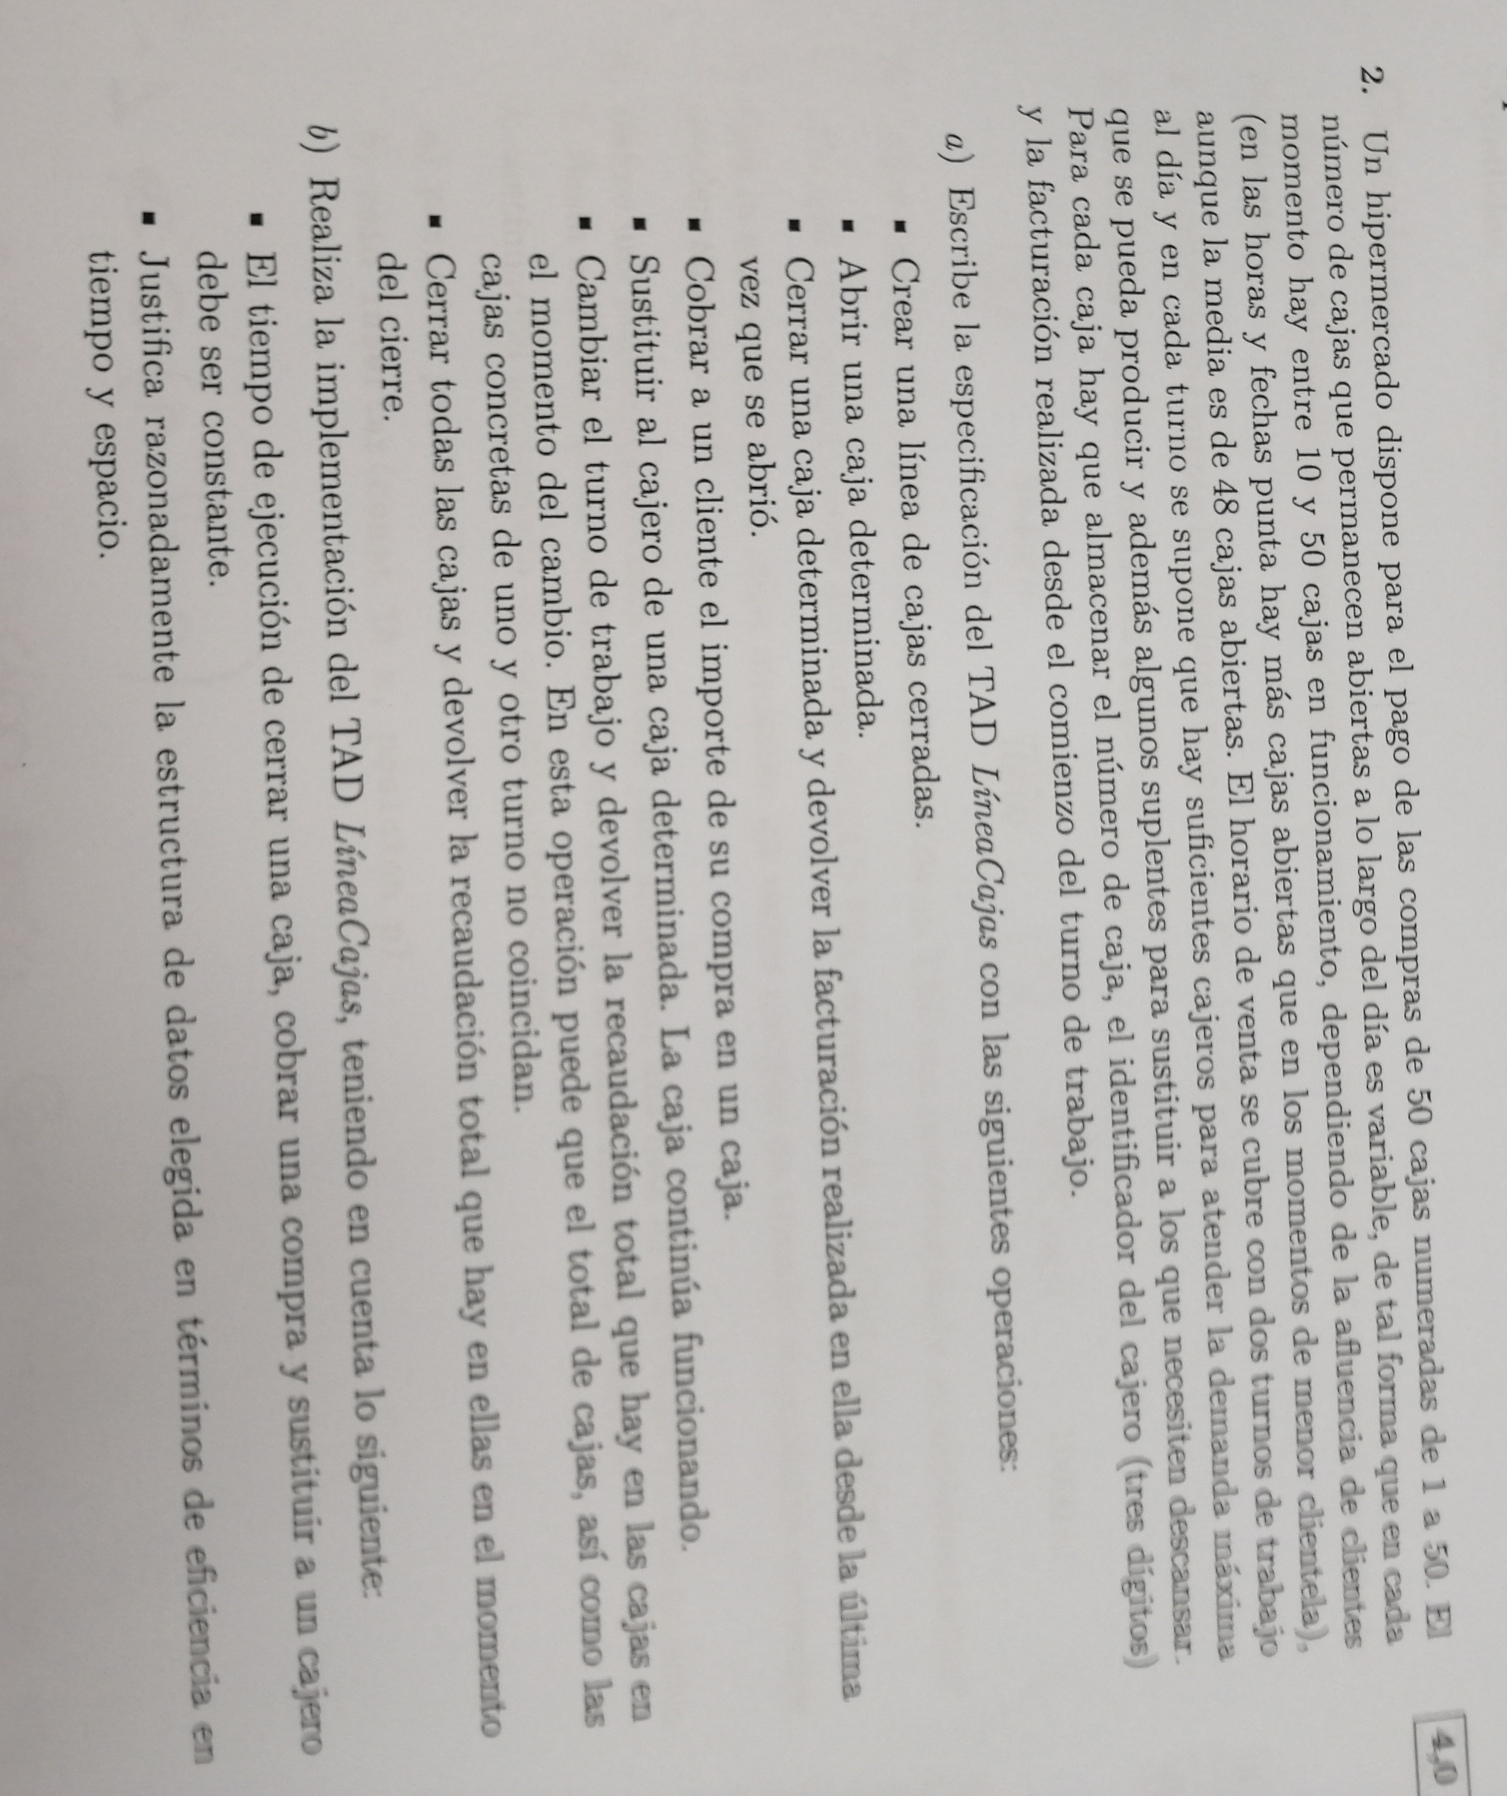 4,0
2. Un hipermercado dispone para el pago de las compras de 50 cajas numeradas de 1 a 50. El
número de cajas que permanecen abiertas a lo largo del día es variable, de tal forma que en cada
momento hay entre 10 y 50 cajas en funcionamiento, dependiendo de la afluencia de clientes
(en las horas y fechas punta hay más cajas abiertas que en los momentos de menor clientela),
aunque la media es de 48 cajas abiertas. El horario de venta se cubre con dos turnos de trabajo
al día y en cada turno se supone que hay suficientes cajeros para atender la demanda máxima
que se pueda producir y además algunos suplentes para sustituir a los que necesiten descansar.
Para cada caja hay que almacenar el número de caja, el identificador del cajero (tres dígitos)
y la facturación realizada desde el comienzo del turno de trabajo.
a) Escribe la especificación del TAD LíneaCajas con las siguientes operaciones:
▪ Crear una línea de cajas cerradas.
▪ Abrir una caja determinada.
▪ Cerrar una caja determinada y devolver la facturación realizada en ella desde la última
vez que se abrió.
▪ Cobrar a un cliente el importe de su compra en un caja.
▪ Sustituir al cajero de una caja determinada. La caja continúa funcionando.
▪ Cambiar el turno de trabajo y devolver la recaudación total que hay en las cajas en
el momento del cambio. En esta operación puede que el total de cajas, así como las
cajas concretas de uno y otro turno no coincidan.
▪ Cerrar todas las cajas y devolver la recaudación total que hay en ellas en el momento
del cierre.
b) Realiza la implementación del TAD LíneaCajas, teniendo en cuenta lo siguiente:
▪ El tiempo de ejecución de cerrar una caja, cobrar una compra y sustituir a un cajero
debe ser constante.
▪ Justifica razonadamente la estructura de datos elegida en términos de eficiencia en
tiempo y espacio.